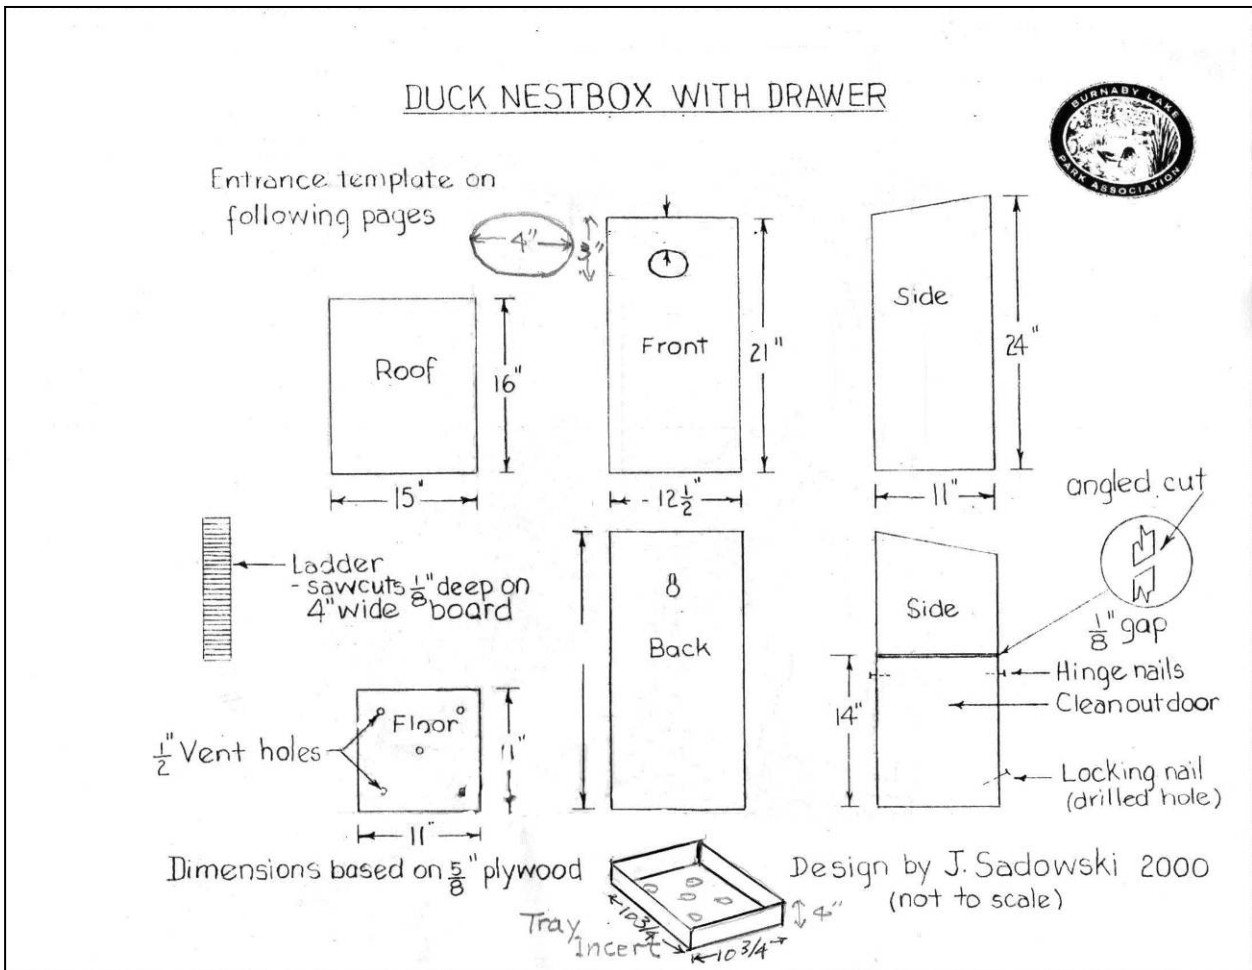 DUCK NESTBOX WITH DRAWER
BURNABY LAKE
PARK ASSOCIATION
Entrance template on
following pages
4"
3"
Roof
16"
15"
Front
21"
12 1/2"
Side
24"
11"
angled cut
1/8" gap
Ladder
- sawcuts 1/8" deep on
4" wide board
Back
Side
14"
Hinge nails
Cleanout door
Locking nail
(drilled hole)
1/2" Vent holes
Floor
11"
11"
Dimensions based on 5/8" plywood
Tray
Incert
10 3/4
10 3/4"
4"
Design by J. Sadowski 2000
(not to scale)